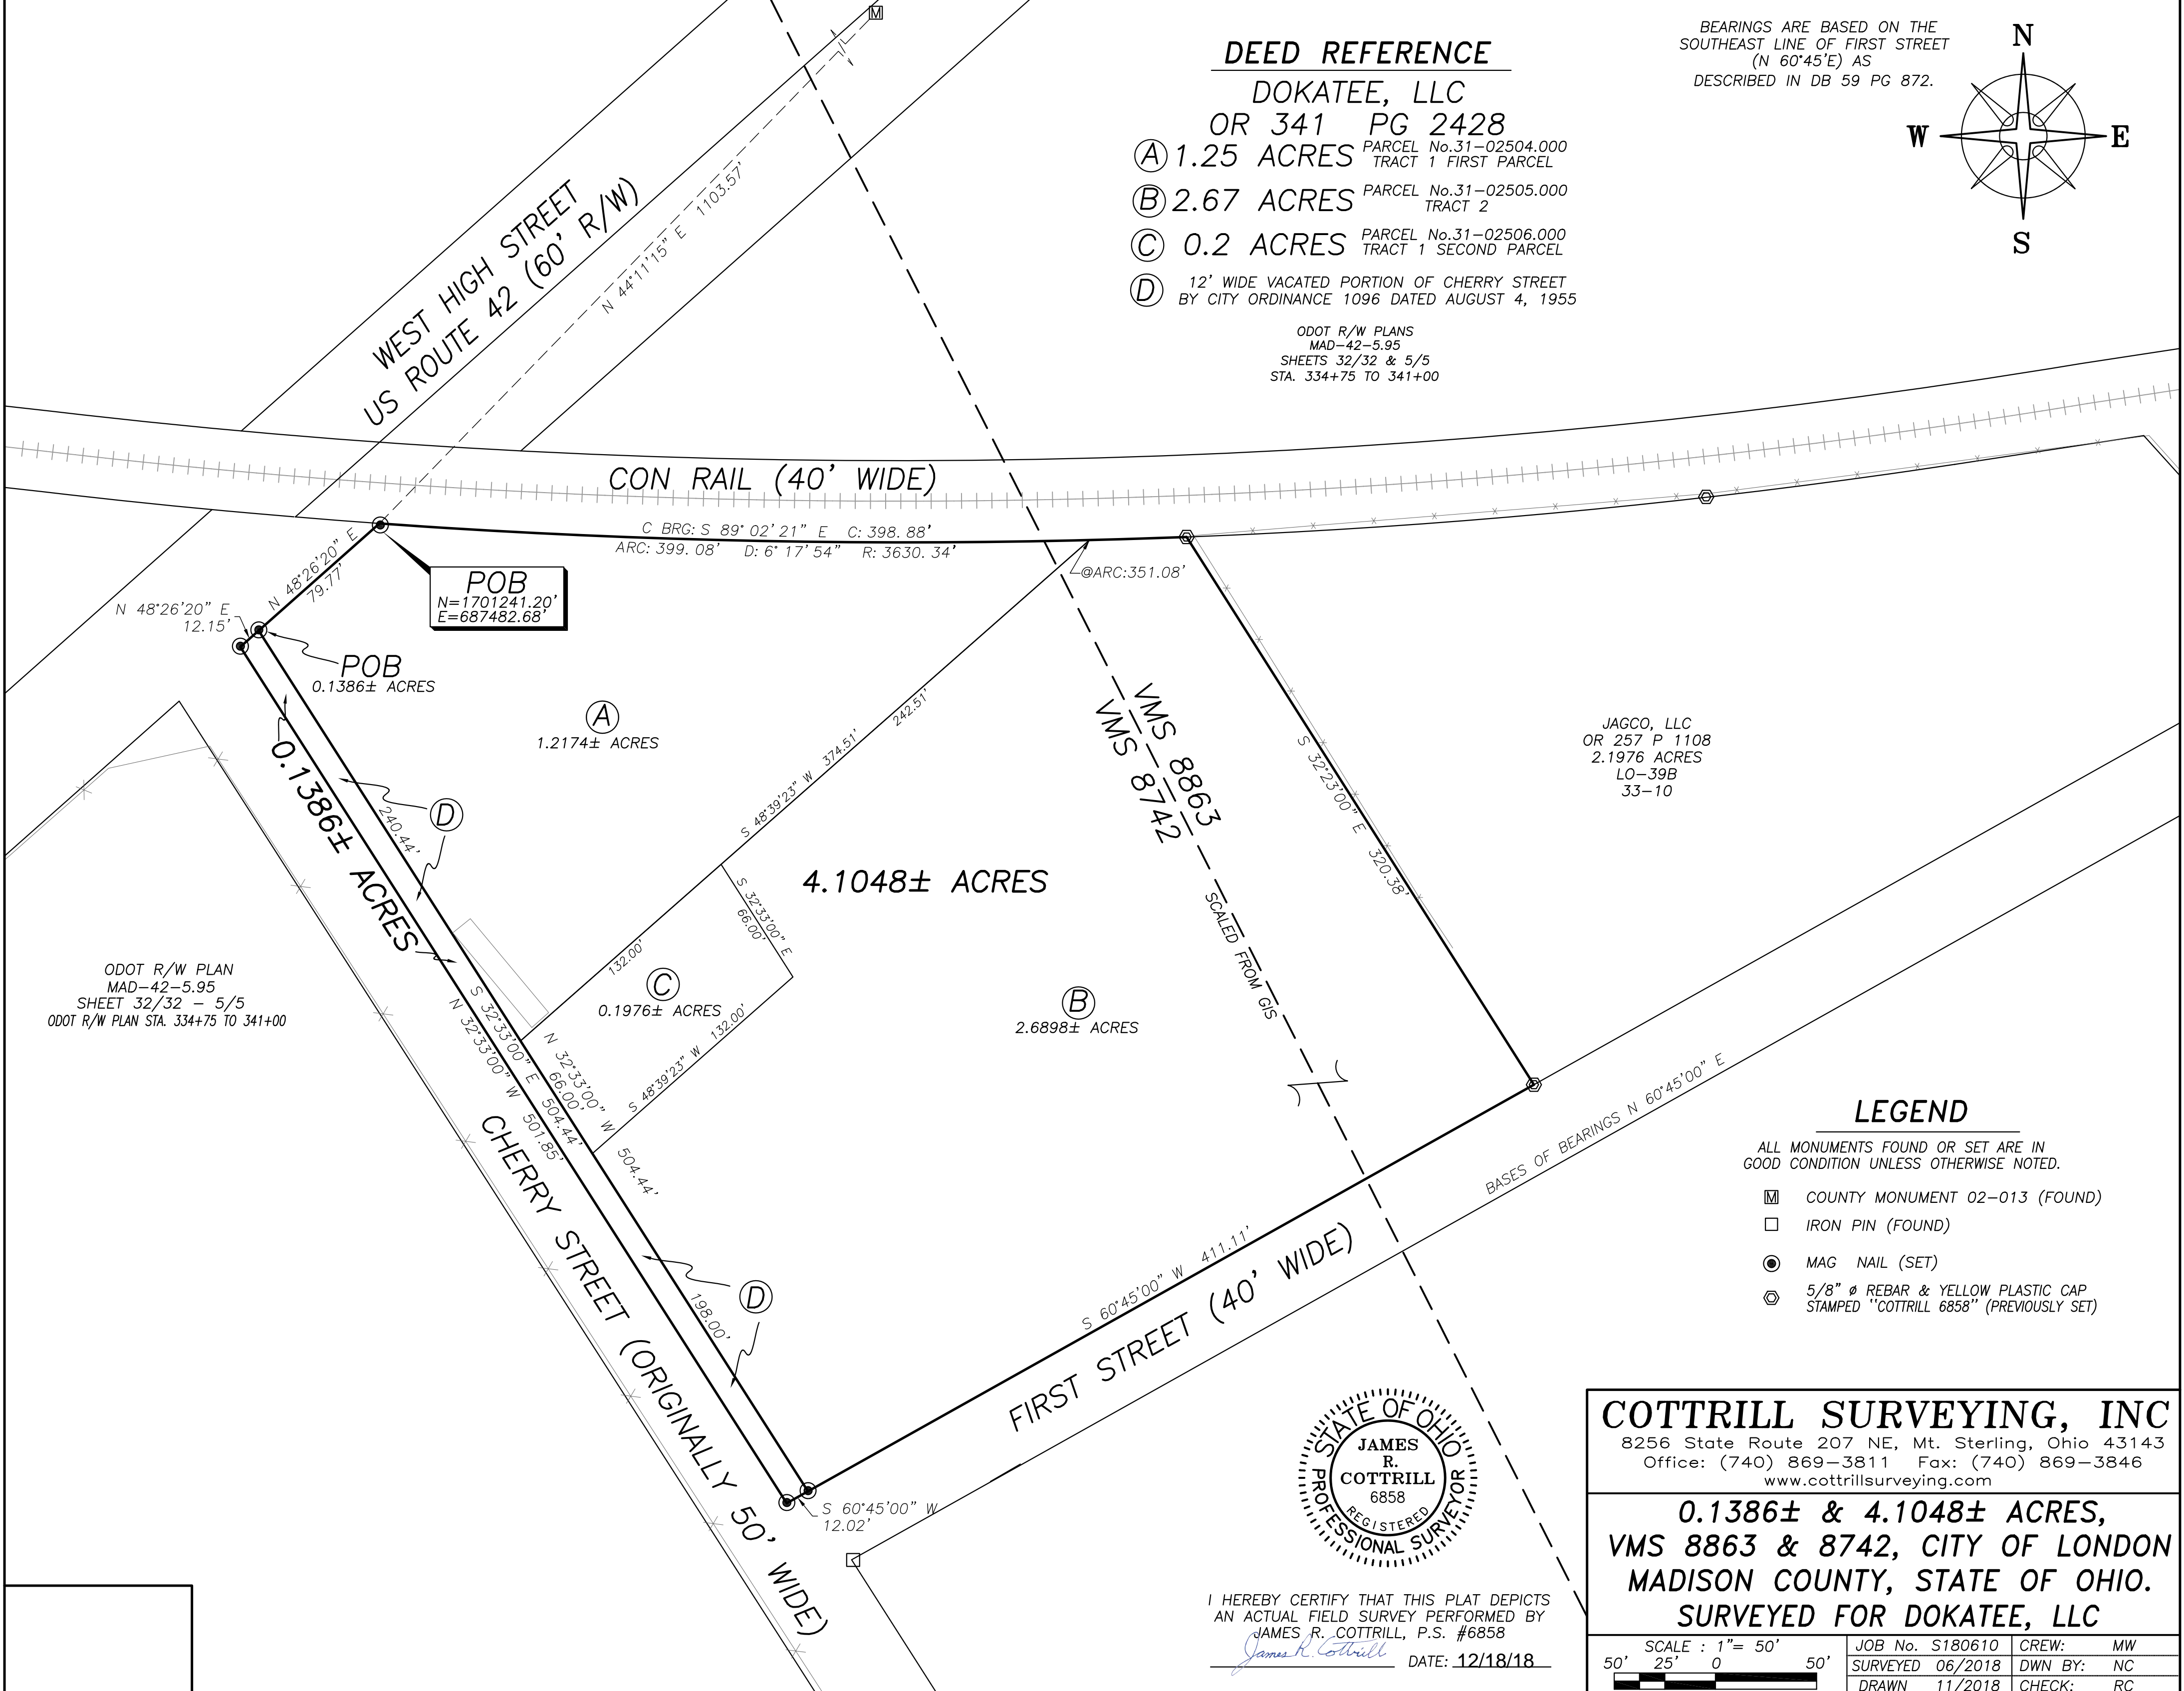 DEED REFERENCE
DOKATEE, LLC
OR 341 PG 2428
Ⓐ 1.25 ACRES PARCEL No.31-02504.000
TRACT 1 FIRST PARCEL
Ⓑ 2.67 ACRES PARCEL No.31-02505.000
TRACT 2
Ⓒ 0.2 ACRES PARCEL No.31-02506.000
TRACT 1 SECOND PARCEL
Ⓓ 12' WIDE VACATED PORTION OF CHERRY STREET
BY CITY ORDINANCE 1096 DATED AUGUST 4, 1955
ODOT R/W PLANS
MAD-42-5.95
SHEETS 32/32 & 5/5
STA. 334+75 TO 341+00
BEARINGS ARE BASED ON THE
SOUTHEAST LINE OF FIRST STREET
(N 60°45'E) AS
DESCRIBED IN DB 59 PG 872.
N
W
E
S
M
WEST HIGH STREET
US ROUTE 42 (60' R/W)
N 44°11'15" E 1103.57'
CON RAIL (40' WIDE)
C BRG: S 89° 02' 21" E C: 398.88'
ARC: 399.08' D: 6° 17' 54" R: 3630.34'
@ARC:351.08'
N 48°26'20" E
79.77'
POB
N=1701241.20'
E=687482.68'
N 48°26'20" E
12.15'
POB
0.1386± ACRES
Ⓐ
1.2174± ACRES
0.1386± ACRES
Ⓓ
240.44'
S 48°39'23" W 374.51'
242.51'
VMS 8863
VMS 8742
SCALED FROM GIS
S 32°23'00" E 320.38'
JAGCO, LLC
OR 257 P 1108
2.1976 ACRES
LO-39B
33-10
4.1048± ACRES
S 32°33'00" E
66.00'
132.00'
Ⓒ
0.1976± ACRES
S 48°39'23" W 132.00'
Ⓑ
2.6898± ACRES
ODOT R/W PLAN
MAD-42-5.95
SHEET 32/32 - 5/5
ODOT R/W PLAN STA. 334+75 TO 341+00
S 32°33'00" E 504.44'
N 32°33'00" W 501.85'
N 32°33'00" W 504.44'
66.00'
198.00'
Ⓓ
CHERRY STREET (ORIGINALLY 50' WIDE)
S 60°45'00" W 411.11'
FIRST STREET (40' WIDE)
BASES OF BEARINGS N 60°45'00" E
S 60°45'00" W
12.02'
LEGEND
ALL MONUMENTS FOUND OR SET ARE IN
GOOD CONDITION UNLESS OTHERWISE NOTED.
M COUNTY MONUMENT 02-013 (FOUND)
IRON PIN (FOUND)
MAG NAIL (SET)
5/8" ø REBAR & YELLOW PLASTIC CAP
STAMPED "COTTRILL 6858" (PREVIOUSLY SET)
STATE OF OHIO
JAMES
R.
COTTRILL
6858
REGISTERED
PROFESSIONAL SURVEYOR
I HEREBY CERTIFY THAT THIS PLAT DEPICTS
AN ACTUAL FIELD SURVEY PERFORMED BY
JAMES R. COTTRILL, P.S. #6858
James R. Cottrill DATE: 12/18/18
COTTRILL SURVEYING, INC
8256 State Route 207 NE, Mt. Sterling, Ohio 43143
Office: (740) 869-3811 Fax: (740) 869-3846
www.cottrillsurveying.com
0.1386± & 4.1048± ACRES,
VMS 8863 & 8742, CITY OF LONDON
MADISON COUNTY, STATE OF OHIO.
SURVEYED FOR DOKATEE, LLC
SCALE : 1"= 50'
50' 25' 0 50'
JOB No. S180610 CREW: MW
SURVEYED 06/2018 DWN BY: NC
DRAWN 11/2018 CHECK: RC